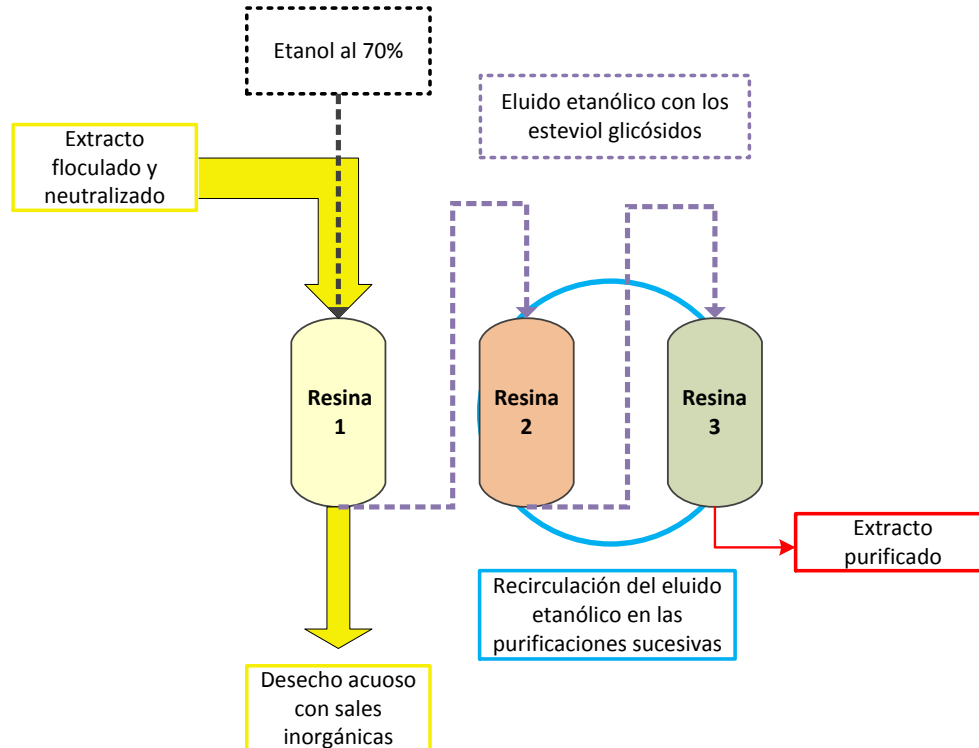 Etanol al 70%
Eluido etanólico con los
esteviol glicósidos
Extracto
floculado y
neutralizado
Resina
1
Resina
2
Resina
3
Extracto
purificado
Recirculación del eluido
etanólico en las
purificaciones sucesivas
Desecho acuoso
con sales
inorgánicas